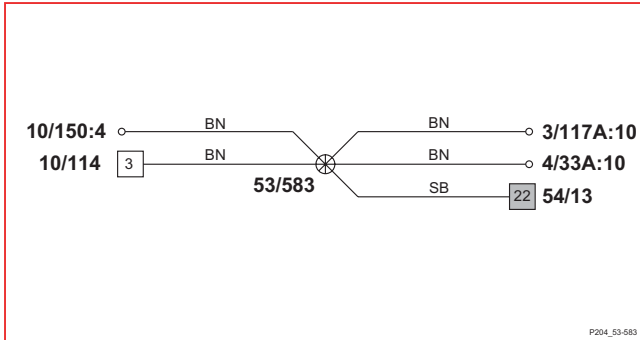 10/150:4 BN BN 3/117A:10
10/114 3 BN BN 4/33A:10
53/583 SB 22 54/13
P204_53-583